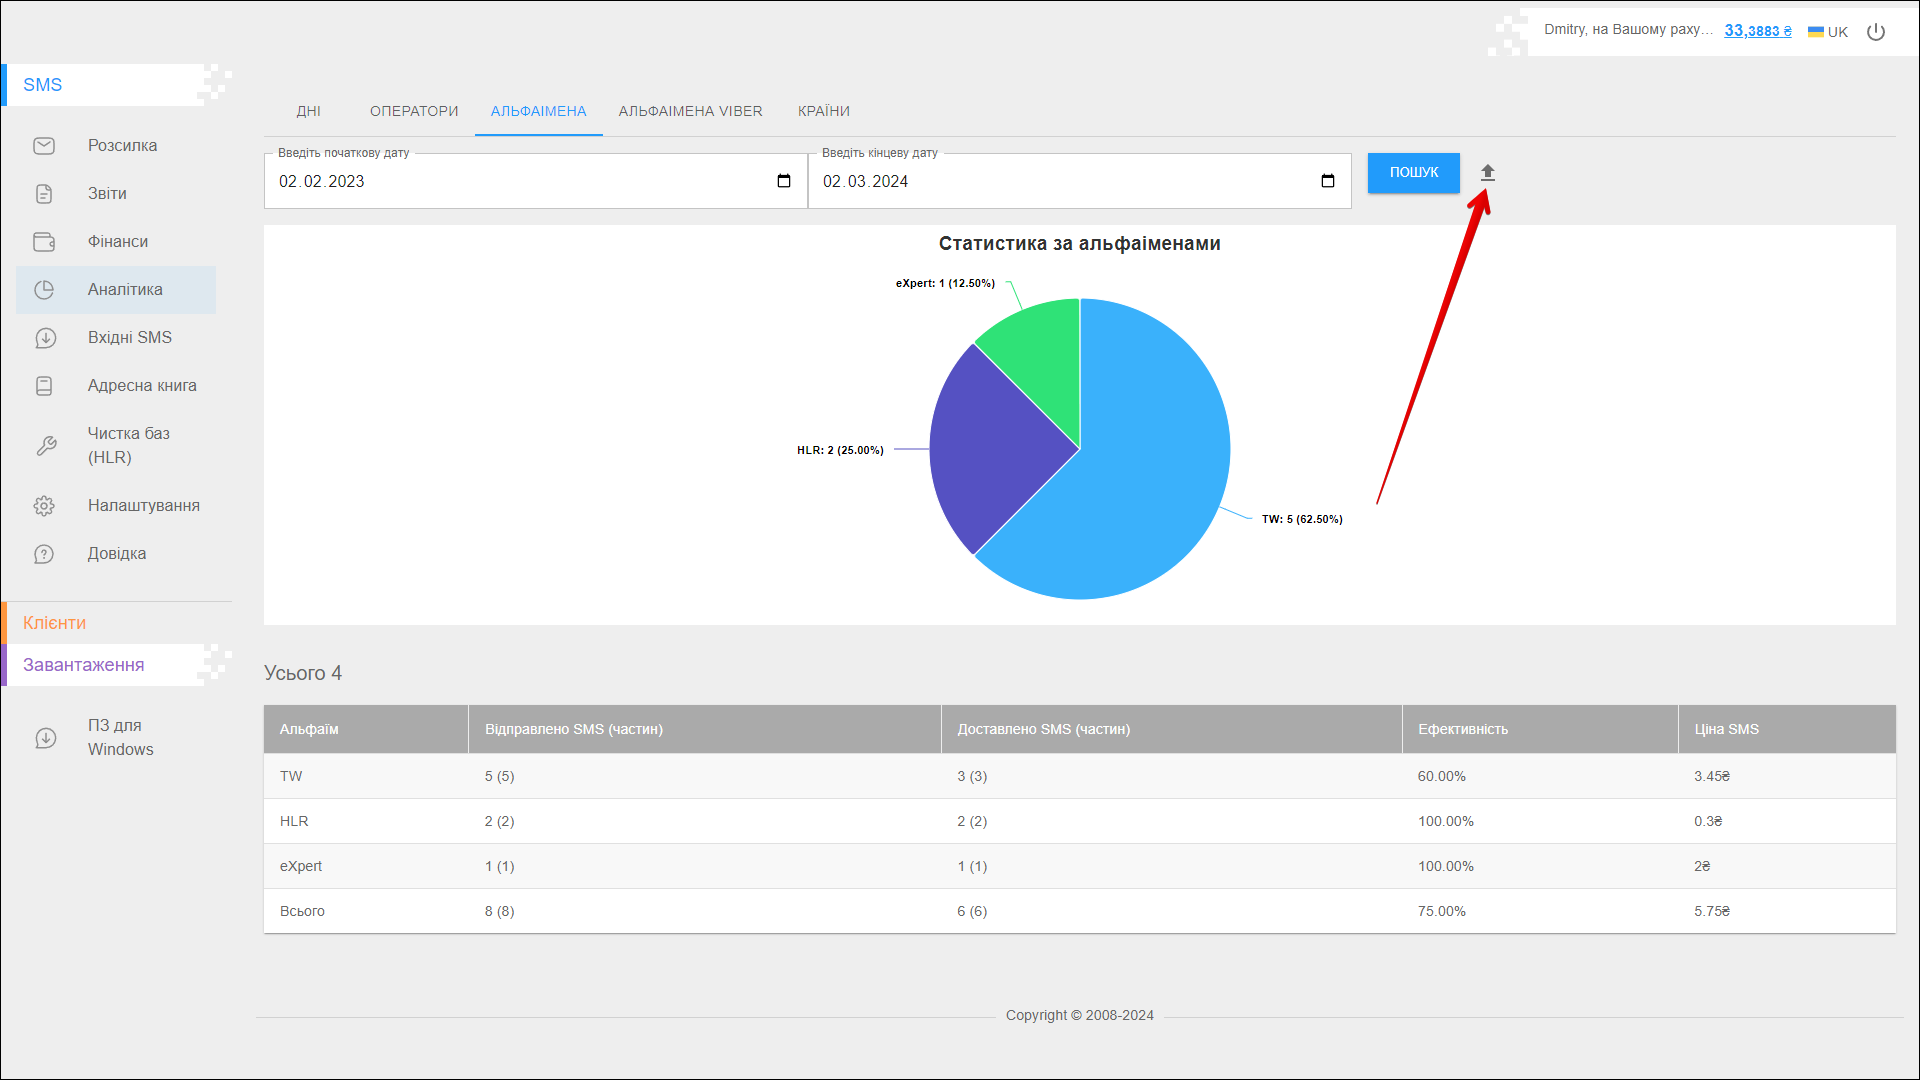 Dmitry, на Вашому раху... 33,3883 ₴ UK
SMS
Розсилка
Звіти
Фінанси
Аналітика
Вхідні SMS
Адресна книга
Чистка баз
(HLR)
Налаштування
Довідка
Клієнти
Завантаження
ПЗ для
Windows
ДНІ ОПЕРАТОРИ АЛЬФАІМЕНА АЛЬФАІМЕНА VIBER КРАЇНИ
Введіть початкову дату Введіть кінцеву дату
02.02.2023 02.03.2024 ПОШУК
Статистика за альфаіменами
eXpert: 1 (12.50%)
HLR: 2 (25.00%)
TW: 5 (62.50%)
Усього 4
Альфаім Відправлено SMS (частин) Доставлено SMS (частин) Ефективність Ціна SMS
TW 5 (5) 3 (3) 60.00% 3.45₴
HLR 2 (2) 2 (2) 100.00% 0.3₴
eXpert 1 (1) 1 (1) 100.00% 2₴
Всього 8 (8) 6 (6) 75.00% 5.75₴
Copyright © 2008-2024